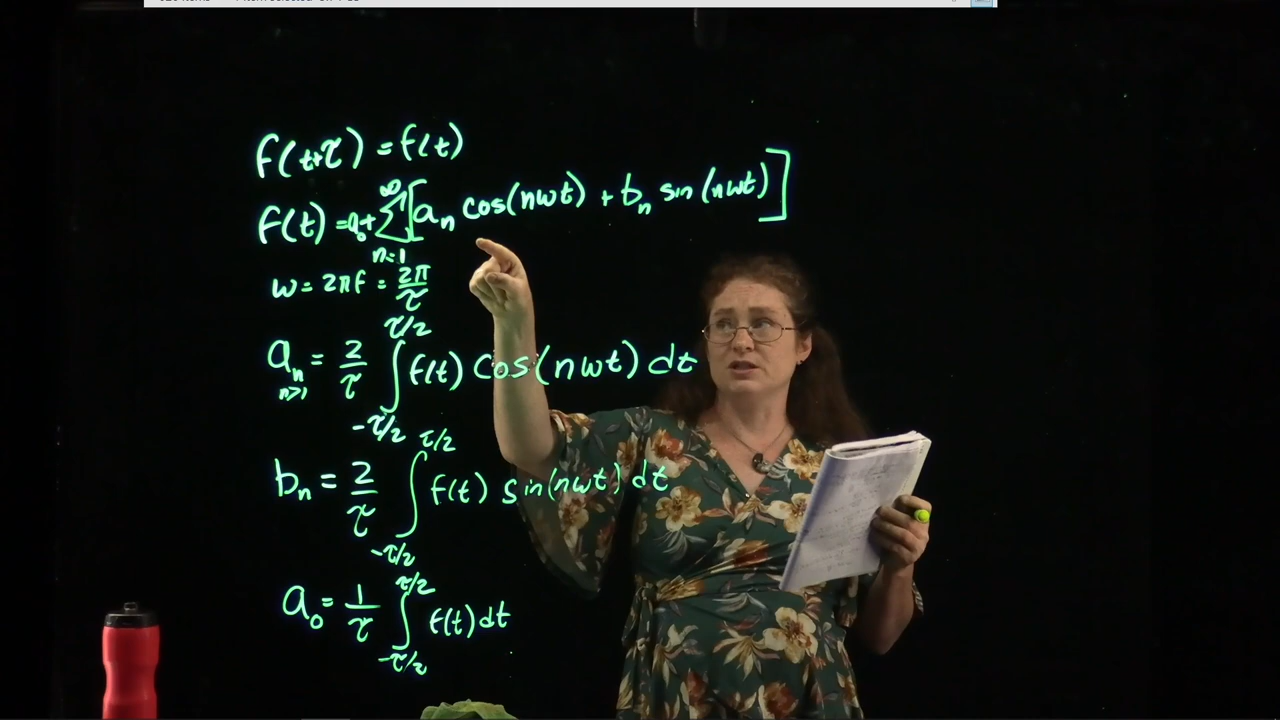 f(t+τ) = f(t)
f(t) = a₀ + ∑ₙ₌₁^∞ [aₙ cos(nωt) + bₙ sin(nωt)]
ω = 2πf = 2π/τ
aₙ = 2/τ ∫_{-τ/2}^{τ/2} f(t) cos(nωt) dt
n>1
bₙ = 2/τ ∫_{-τ/2}^{τ/2} f(t) sin(nωt) dt
a₀ = 1/τ ∫_{-τ/2}^{τ/2} f(t) dt